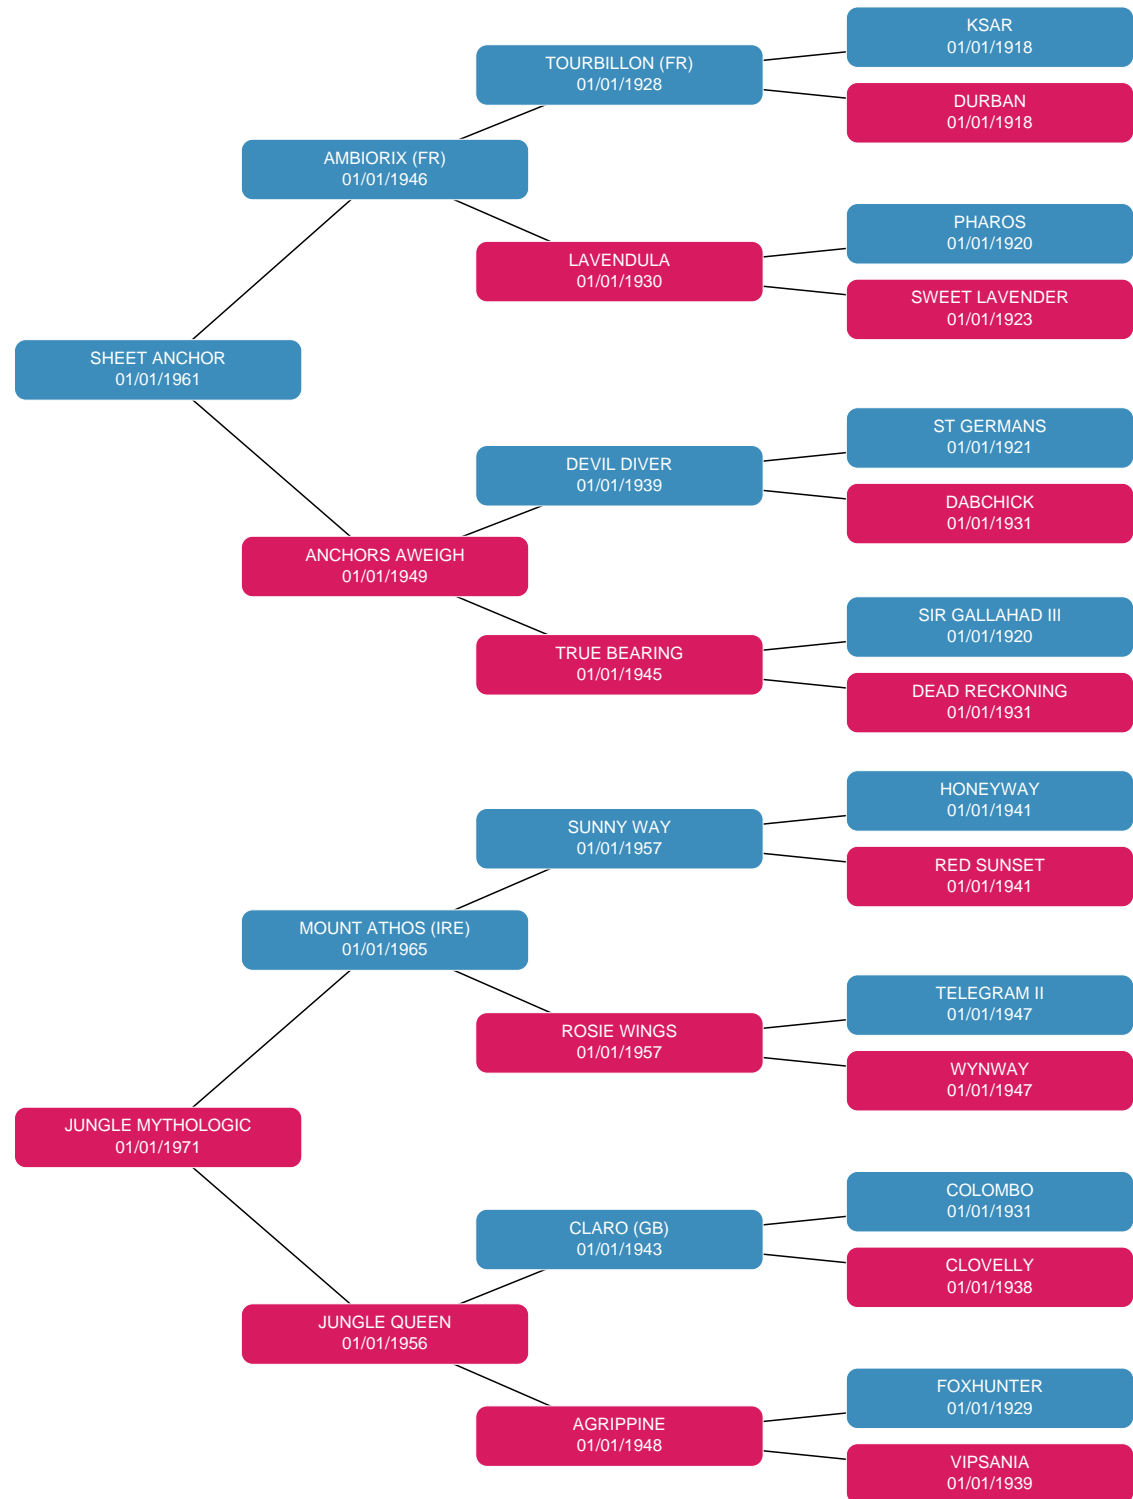 KSAR
01/01/1918
TOURBILLON (FR)
01/01/1928
DURBAN
01/01/1918
AMBIORIX (FR)
01/01/1946
PHAROS
01/01/1920
LAVENDULA
01/01/1930
SWEET LAVENDER
01/01/1923
SHEET ANCHOR
01/01/1961
ST GERMANS
01/01/1921
DEVIL DIVER
01/01/1939
DABCHICK
01/01/1931
ANCHORS AWEIGH
01/01/1949
SIR GALLAHAD III
01/01/1920
TRUE BEARING
01/01/1945
DEAD RECKONING
01/01/1931
HONEYWAY
01/01/1941
SUNNY WAY
01/01/1957
RED SUNSET
01/01/1941
MOUNT ATHOS (IRE)
01/01/1965
TELEGRAM II
01/01/1947
ROSIE WINGS
01/01/1957
WYNWAY
01/01/1947
JUNGLE MYTHOLOGIC
01/01/1971
COLOMBO
01/01/1931
CLARO (GB)
01/01/1943
CLOVELLY
01/01/1938
JUNGLE QUEEN
01/01/1956
FOXHUNTER
01/01/1929
AGRIPPINE
01/01/1948
VIPSANIA
01/01/1939